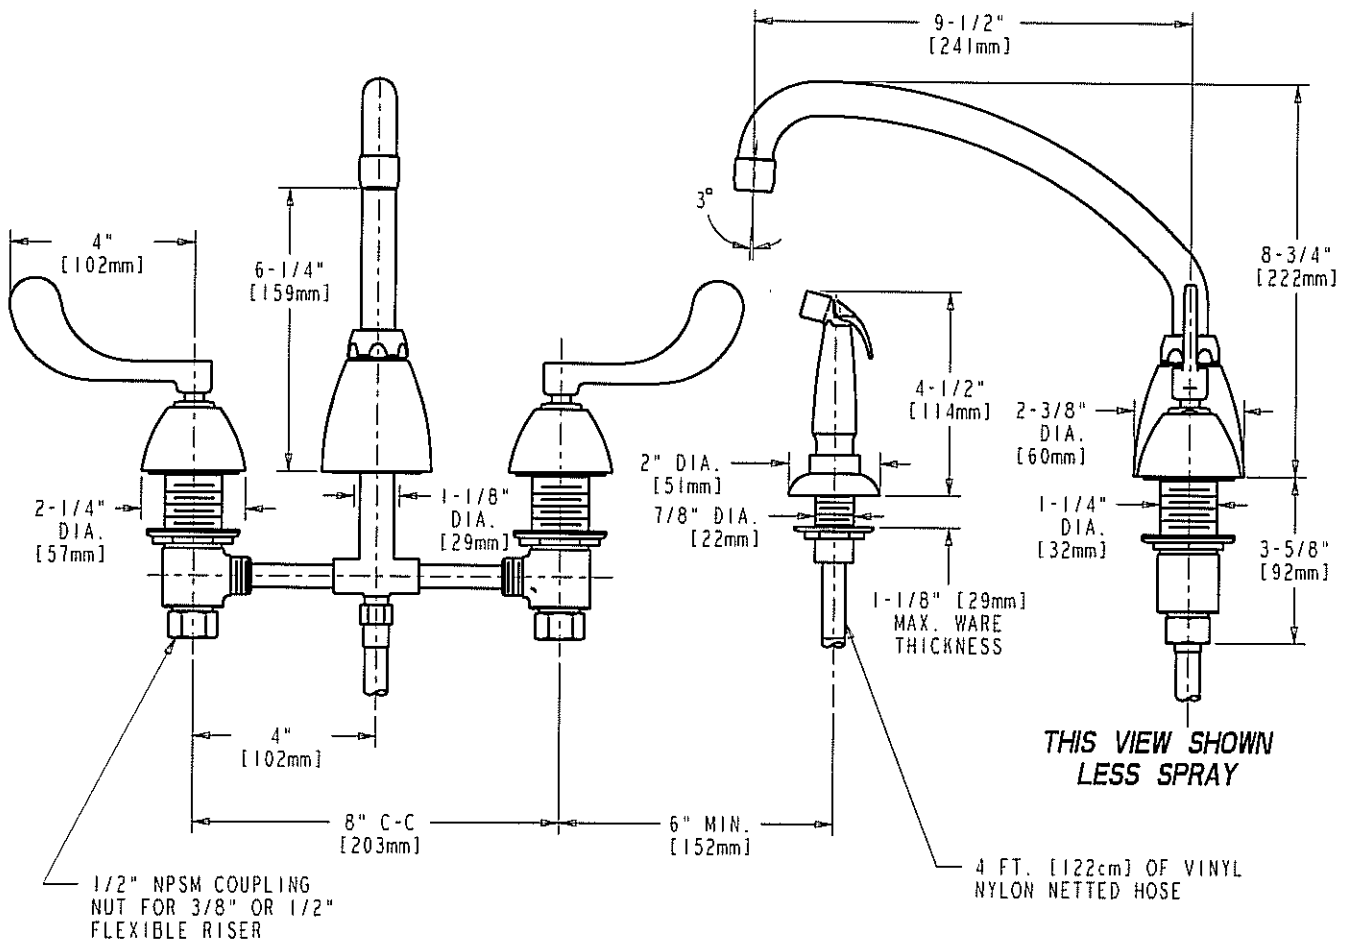 9-1/2"
[241mm]
3°
4"
[102mm]
6-1/4"
[159mm]
8-3/4"
[222mm]
4-1/2"
[114mm]
2-3/8"
DIA.
[60mm]
2" DIA.
[51mm]
2-1/4"
DIA.
[57mm]
1-1/8"
DIA.
[29mm]
7/8" DIA.
[22mm]
1-1/4"
DIA.
[32mm]
3-5/8"
[92mm]
1-1/8" [29mm]
MAX. WARE
THICKNESS
4"
[102mm]
THIS VIEW SHOWN
LESS SPRAY
8" C-C
[203mm]
6" MIN.
[152mm]
4 FT. [122cm] OF VINYL
NYLON NETTED HOSE
1/2" NPSM COUPLING
NUT FOR 3/8" OR 1/2"
FLEXIBLE RISER